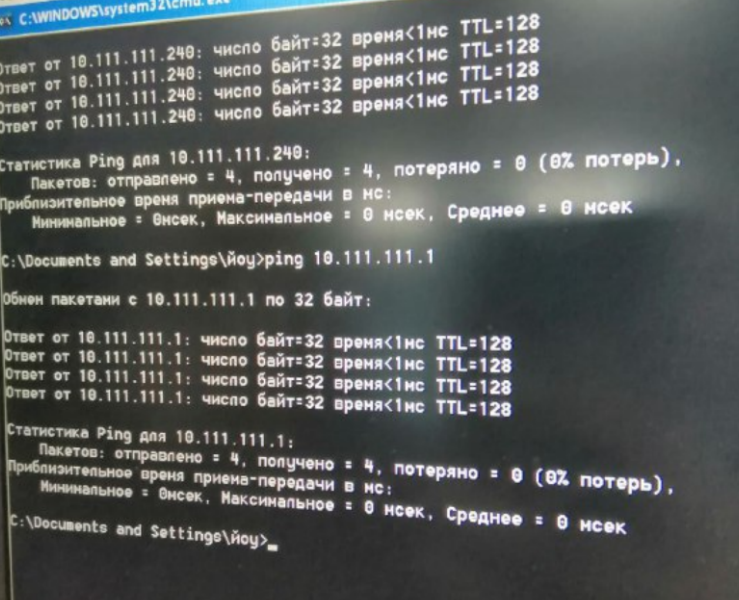 C:\WINDOWS\system32\cmd.exe
Ответ от 10.111.111.240: число байт=32 время<1мс TTL=128
Ответ от 10.111.111.240: число байт=32 время<1мс TTL=128
Ответ от 10.111.111.240: число байт=32 время<1мс TTL=128
Ответ от 10.111.111.240: число байт=32 время<1мс TTL=128
Статистика Ping для 10.111.111.240:
Пакетов: отправлено = 4, получено = 4, потеряно = 0 (0% потерь),
Приблизительное время приема-передачи в мс:
Минимальное = 0мсек, Максимальное = 0 мсек, Среднее = 0 мсек
C:\Documents and Settings\йоу>ping 10.111.111.1
Обмен пакетами с 10.111.111.1 по 32 байт:
Ответ от 10.111.111.1: число байт=32 время<1мс TTL=128
Ответ от 10.111.111.1: число байт=32 время<1мс TTL=128
Ответ от 10.111.111.1: число байт=32 время<1мс TTL=128
Ответ от 10.111.111.1: число байт=32 время<1мс TTL=128
Статистика Ping для 10.111.111.1:
Пакетов: отправлено = 4, получено = 4, потеряно = 0 (0% потерь),
Приблизительное время приема-передачи в мс:
Минимальное = 0мсек, Максимальное = 0 мсек, Среднее = 0 мсек
C:\Documents and Settings\йоу>_